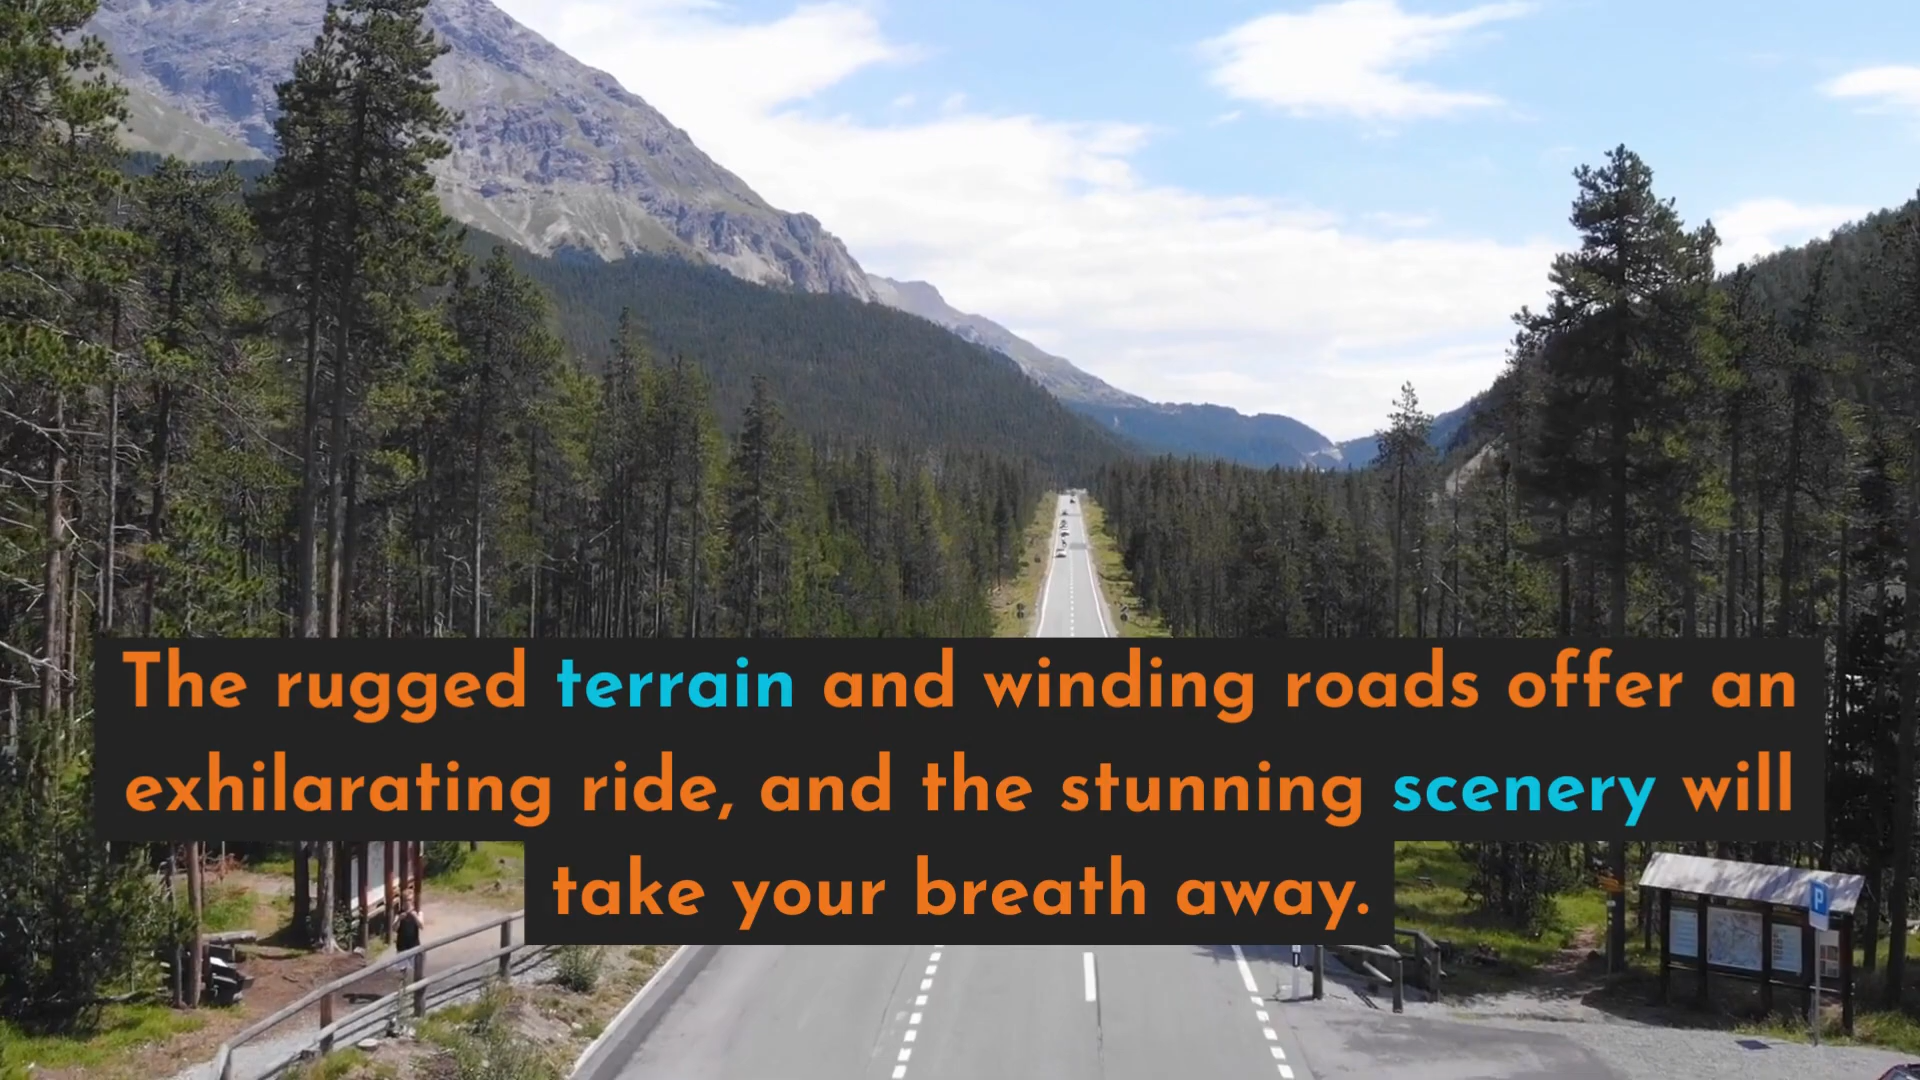 The rugged terrain and winding roads offer an
exhilarating ride, and the stunning scenery will
take your breath away.
P